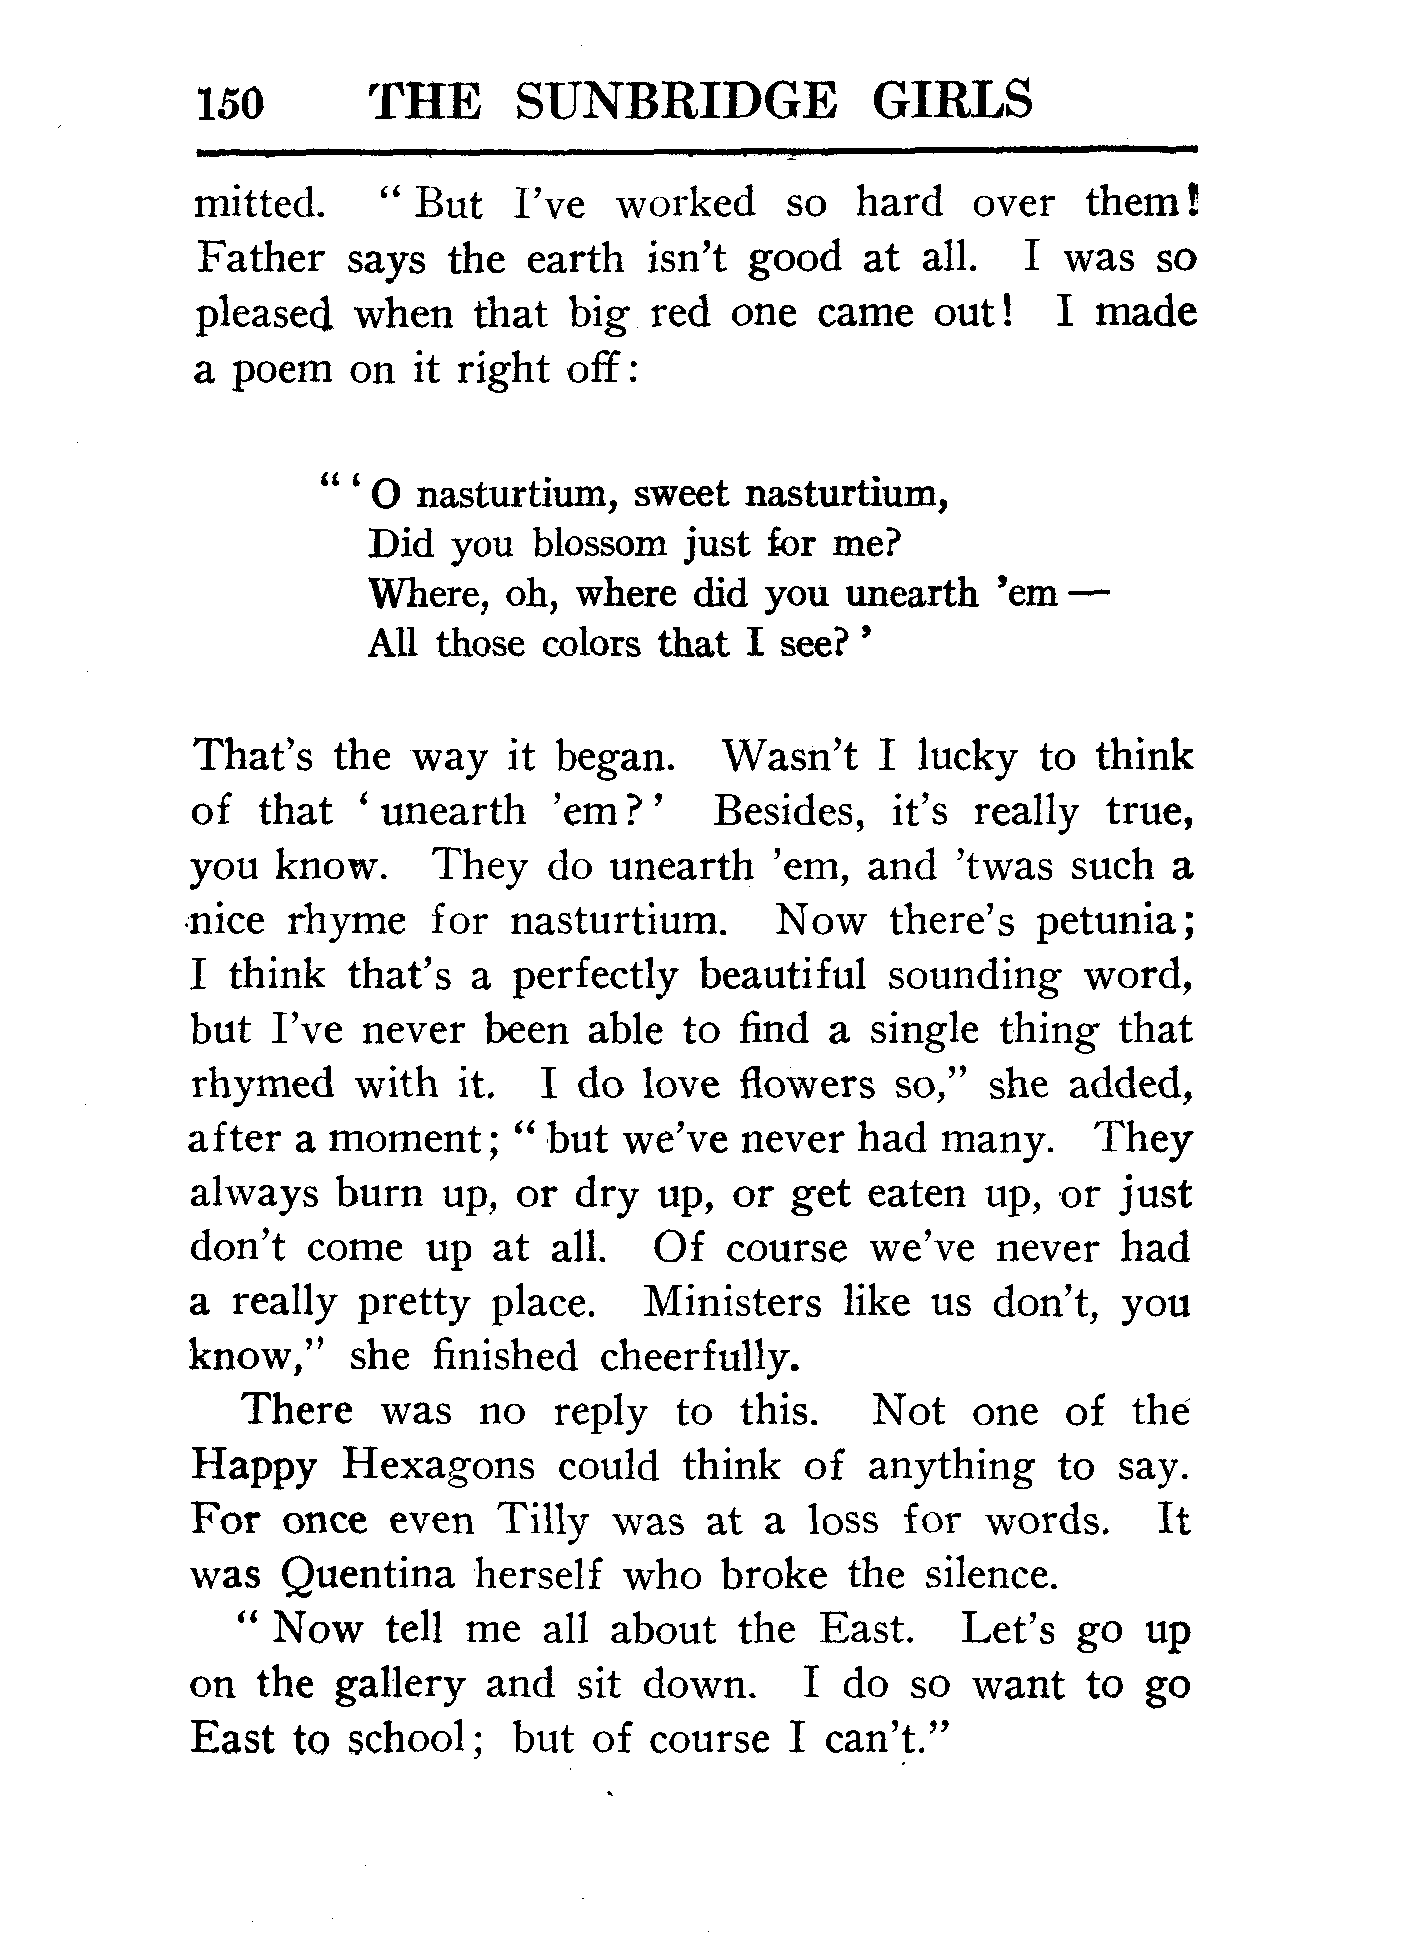 150 THE SUNBRIDGE GIRLS
mitted. “ But I’ve worked so hard over them!
Father says the earth isn’t good at all. I was so
pleased when that big red one came out! I made
a poem on it right off:
“ ‘ O nasturtium, sweet nasturtium,
Did you blossom just for me?
Where, oh, where did you unearth ’em —
All those colors that I see? ’
That’s the way it began. Wasn’t I lucky to think
of that ‘ unearth ’em? ’ Besides, it’s really true,
you know. They do unearth ’em, and ’twas such a
nice rhyme for nasturtium. Now there’s petunia;
I think that’s a perfectly beautiful sounding word,
but I’ve never been able to find a single thing that
rhymed with it. I do love flowers so,” she added,
after a moment; “ but we’ve never had many. They
always burn up, or dry up, or get eaten up, or just
don’t come up at all. Of course we’ve never had
a really pretty place. Ministers like us don’t, you
know,” she finished cheerfully.
There was no reply to this. Not one of the
Happy Hexagons could think of anything to say.
For once even Tilly was at a loss for words. It
was Quentina herself who broke the silence.
“ Now tell me all about the East. Let’s go up
on the gallery and sit down. I do so want to go
East to school; but of course I can’t.”